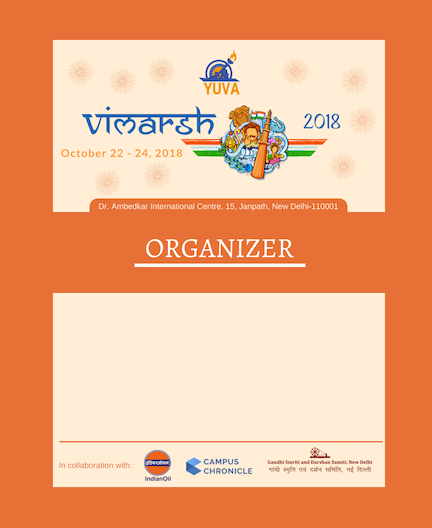 YUVA
vimarsh 2018
October 22 - 24, 2018
Dr. Ambedkar International Centre, 15, Janpath, New Delhi-110001
ORGANIZER
In collaboration with:
इंडियनऑयल
IndianOil
CAMPUS
CHRONICLE
Gandhi Smriti and Darshan Samiti, New Delhi
गांधी स्मृति एवं दर्शन समिति, नई दिल्ली